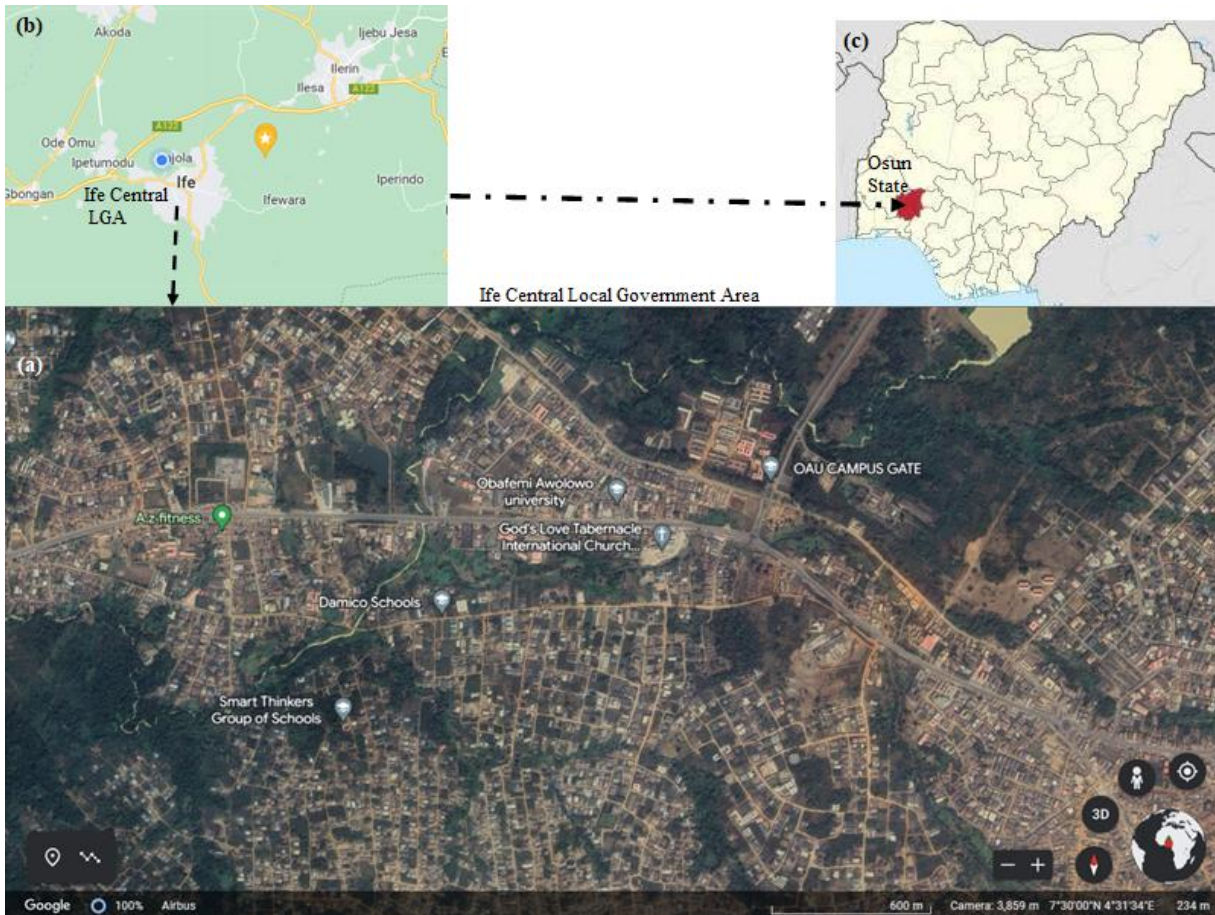 (b)
Akoda
Ijebu Jesa
Ilerin
Ilesa
A122
A122
Ode Omu
Ipetumodu
njola
Gbongan
Ife
Iperindo
Ifewara
Ife Central
LGA
(c)
Osun
State
Ife Central Local Government Area
(a)
OAU CAMPUS GATE
Obafemi Awolowo
university
A.z-fitness
God's Love Tabernacle
International Church...
Damico Schools
Smart Thinkers
Group of Schools
3D
Google
100%
Airbus
600 m
Camera: 3,859 m
7°30'00"N 4°31'34"E
234 m